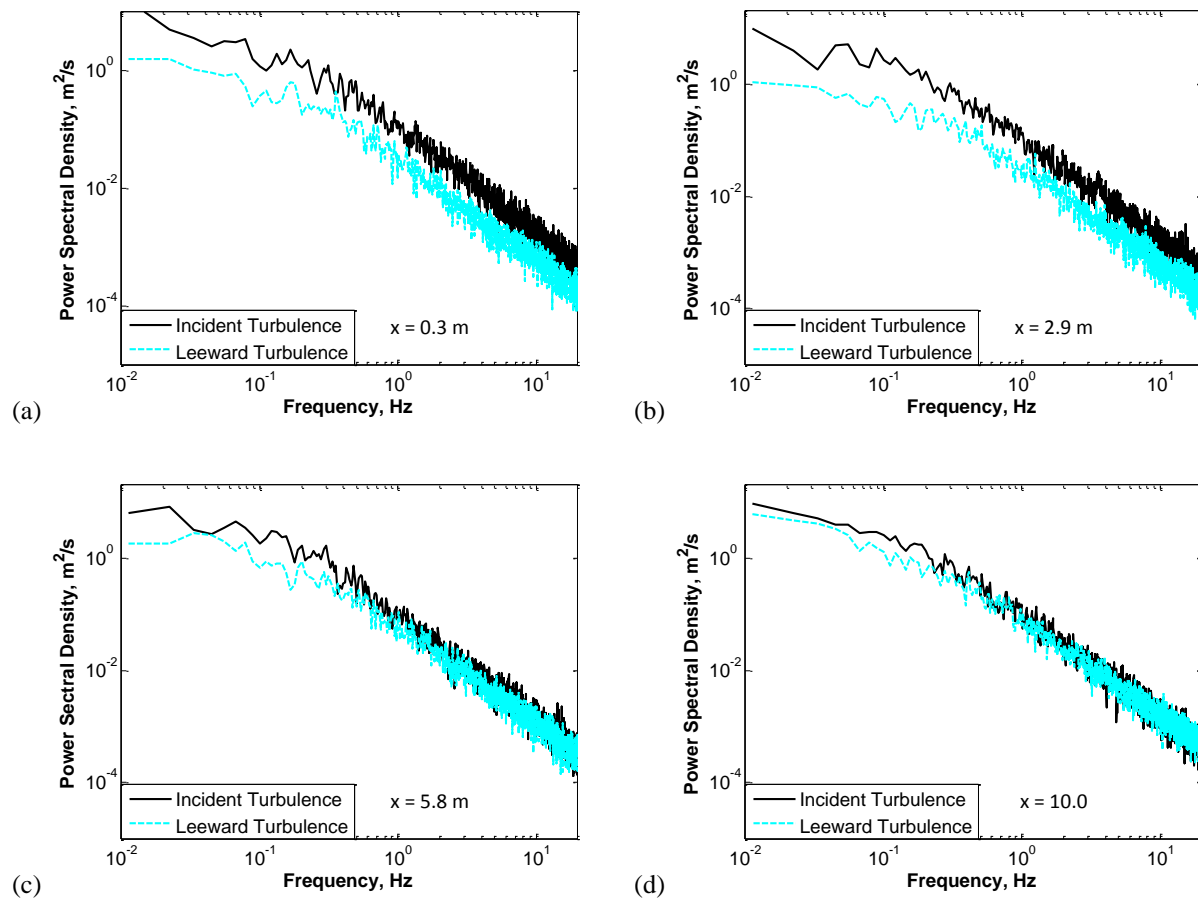 Power Spectral Density, m²/s
10⁰
10⁻²
10⁻⁴
Incident Turbulence
Leeward Turbulence
x = 0.3 m
10⁻² 10⁻¹ 10⁰ 10¹
Frequency, Hz
(a)
Power Spectral Density, m²/s
10⁰
10⁻²
10⁻⁴
Incident Turbulence
Leeward Turbulence
x = 2.9 m
10⁻² 10⁻¹ 10⁰ 10¹
Frequency, Hz
(b)
Power Sectral Density, m²/s
10⁰
10⁻²
10⁻⁴
Incident Turbulence
Leeward Turbulence
x = 5.8 m
10⁻² 10⁻¹ 10⁰ 10¹
Frequency, Hz
(c)
Power Spectral Density, m²/s
10⁰
10⁻²
10⁻⁴
Incident Turbulence
Leeward Turbulence
x = 10.0
10⁻² 10⁻¹ 10⁰ 10¹
Frequency, Hz
(d)